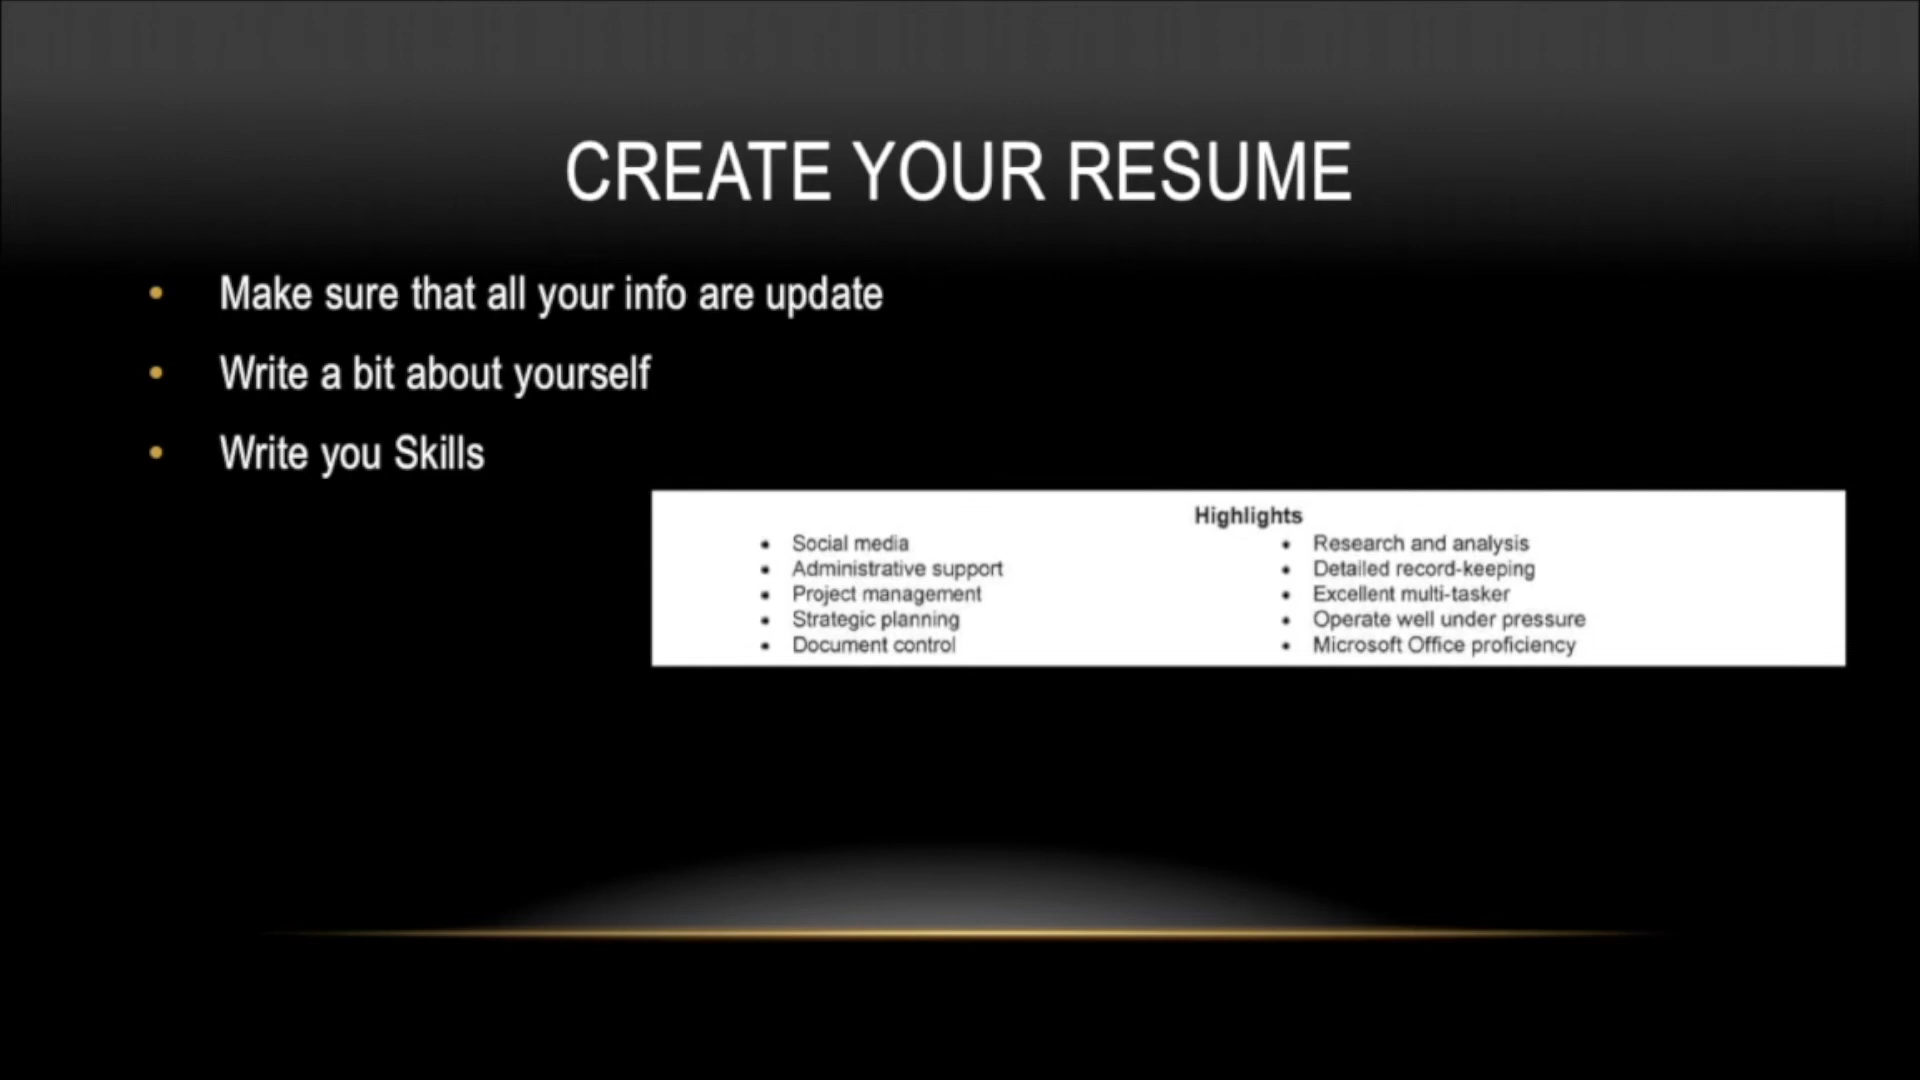 CREATE YOUR RESUME
• Make sure that all your info are update
• Write a bit about yourself
• Write you Skills
Highlights
• Social media
• Administrative support
• Project management
• Strategic planning
• Document control
• Research and analysis
• Detailed record-keeping
• Excellent multi-tasker
• Operate well under pressure
• Microsoft Office proficiency